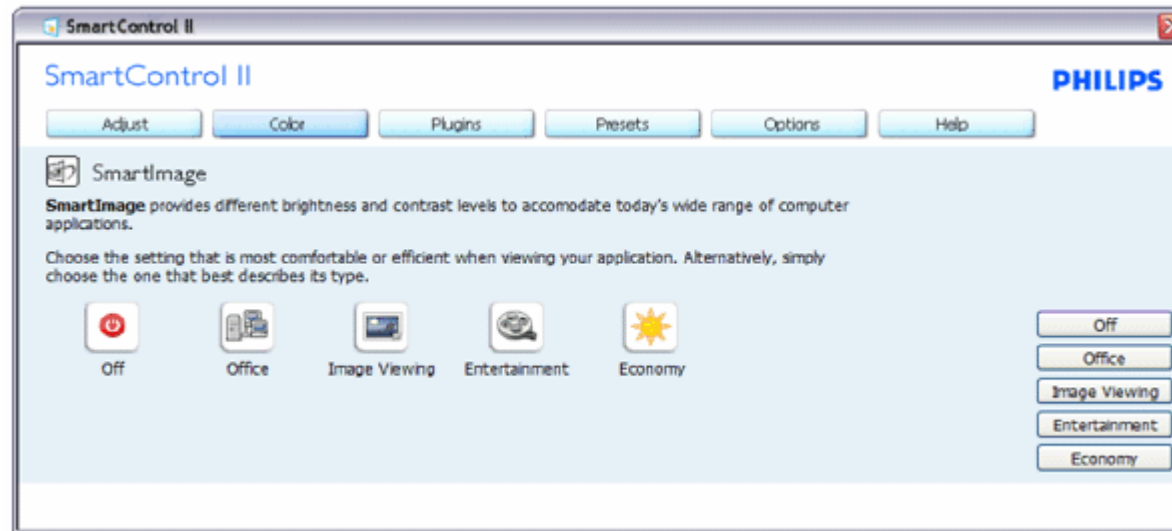 SmartControl II
SmartControl II
PHILIPS
Adjust Color Plugins Presets Options Help
SmartImage
SmartImage provides different brightness and contrast levels to accomodate today's wide range of computer
applications.
Choose the setting that is most comfortable or efficient when viewing your application. Alternatively, simply
choose the one that best describes its type.
Off Office Image Viewing Entertainment Economy
Off
Office
Image Viewing
Entertainment
Economy